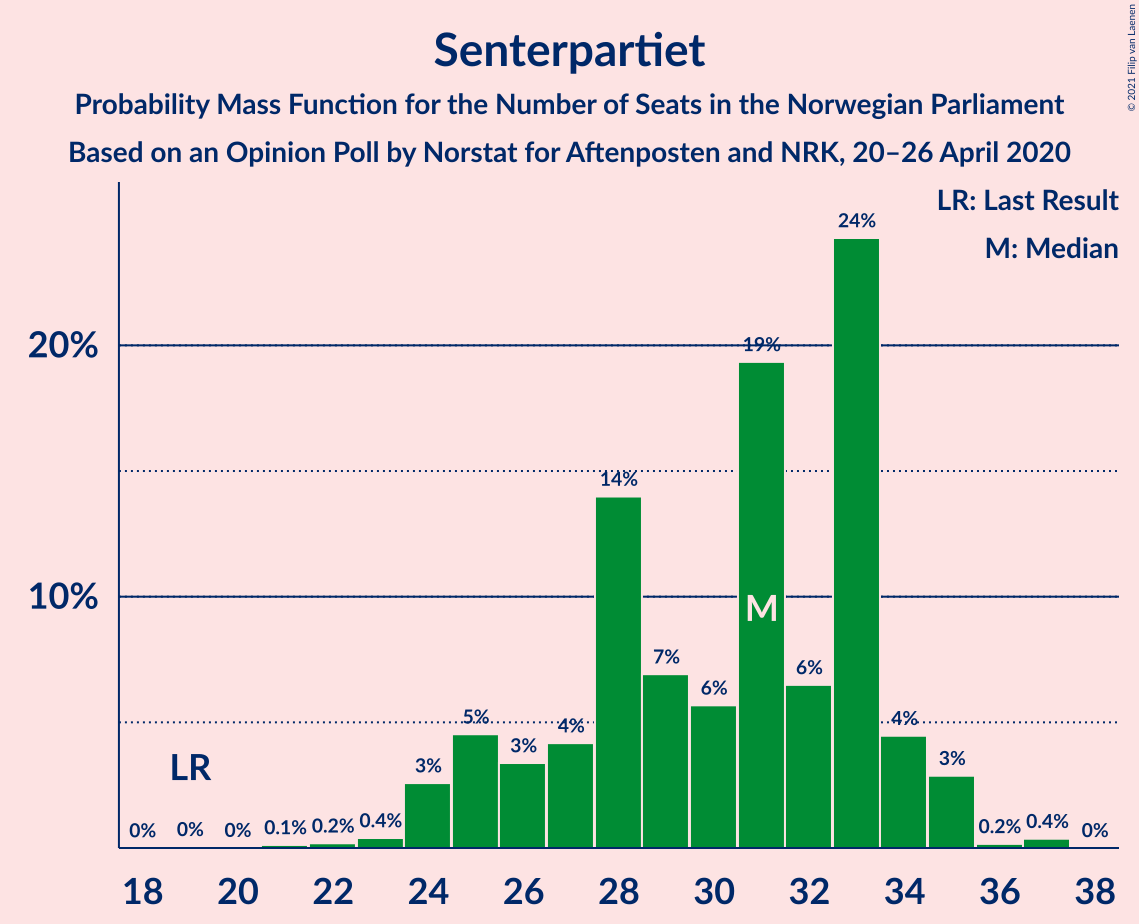 Senterpartiet
Probability Mass Function for the Number of Seats in the Norwegian Parliament
Based on an Opinion Poll by Norstat for Aftenposten and NRK, 20–26 April 2020
© 2021 Filip van Laenen
LR: Last Result
M: Median
24%
20%
19%
14%
10%
M
7%
6%
6%
5%
4%
4%
3%
3%
3%
LR
0% 0% 0% 0.1% 0.2% 0.4% 0.2% 0.4% 0%
18 20 22 24 26 28 30 32 34 36 38